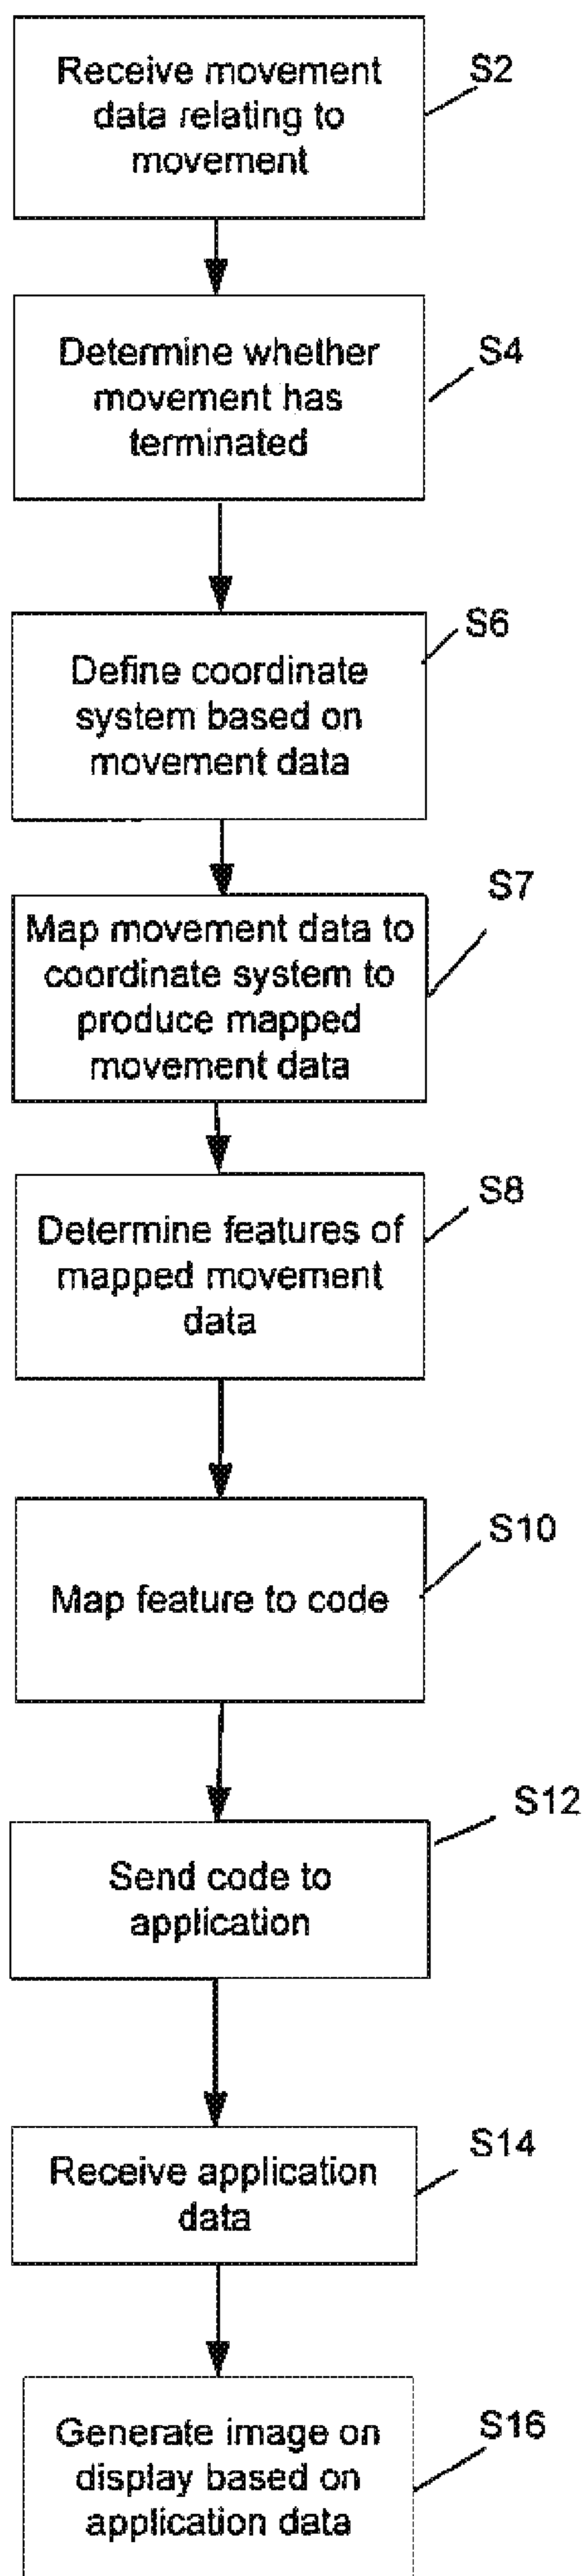 Receive movement
data relating to
movement
S2
Determine whether
movement has
terminated
S4
Define coordinate
system based on
movement data
S6
Map movement data to
coordinate system to
produce mapped
movement data
S7
Determine features of
mapped movement
data
S8
Map feature to code
S10
Send code to
application
S12
Receive application
data
S14
Generate image on
display based on
application data
S16